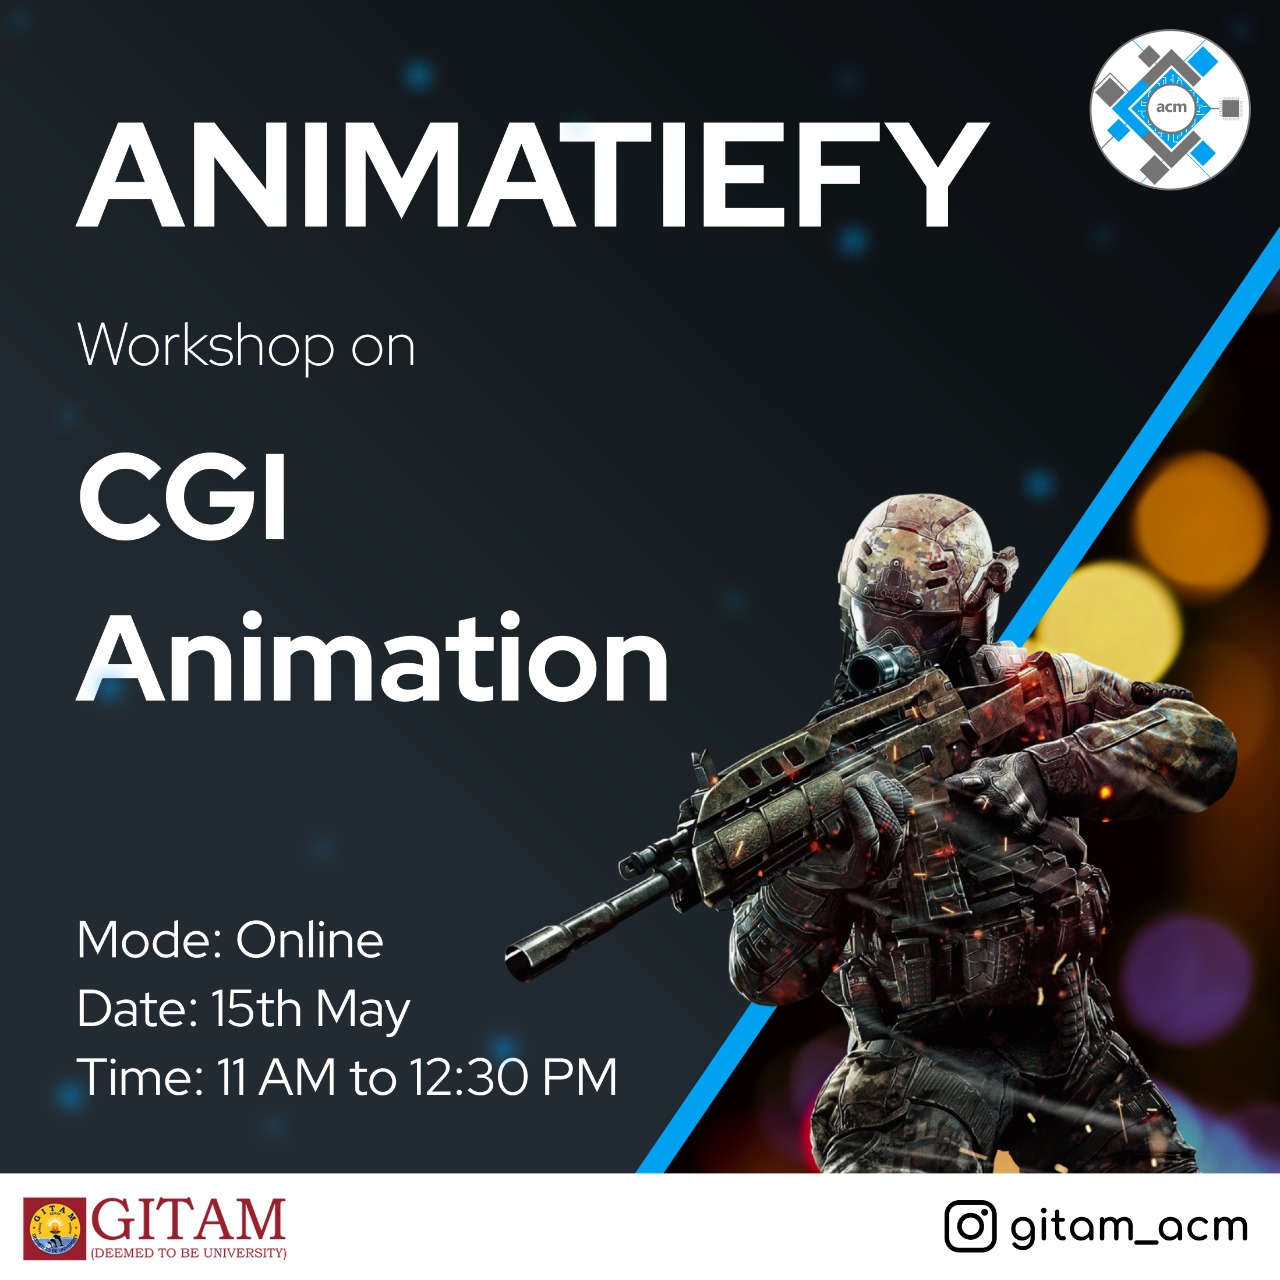 acm
ANIMATIEFY
Workshop on
CGI
Animation
Mode: Online
Date: 15th May
Time: 11 AM to 12:30 PM
GITAM
GITAM
(DEEMED TO BE UNIVERSITY)
gitam_acm